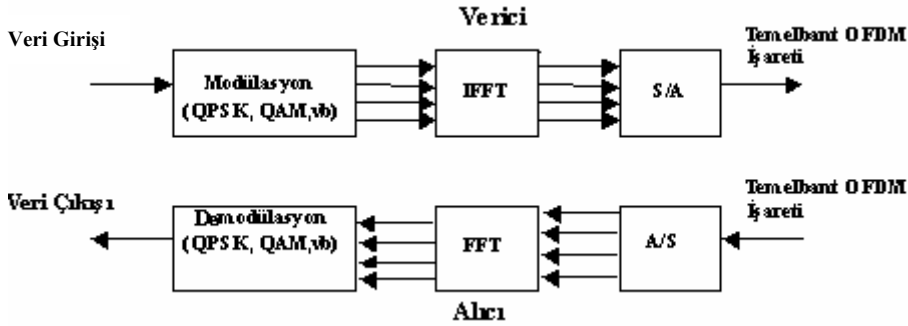 Verici
Veri Girişi
Temelbant OFDM
İşareti
Modülasyon
(QPSK, QAM,vb)
IFFT
S/A
Veri Çıkışı
Temelbant OFDM
İşareti
Demodülasyon
(QPSK, QAM,vb)
FFT
A/S
Alıcı